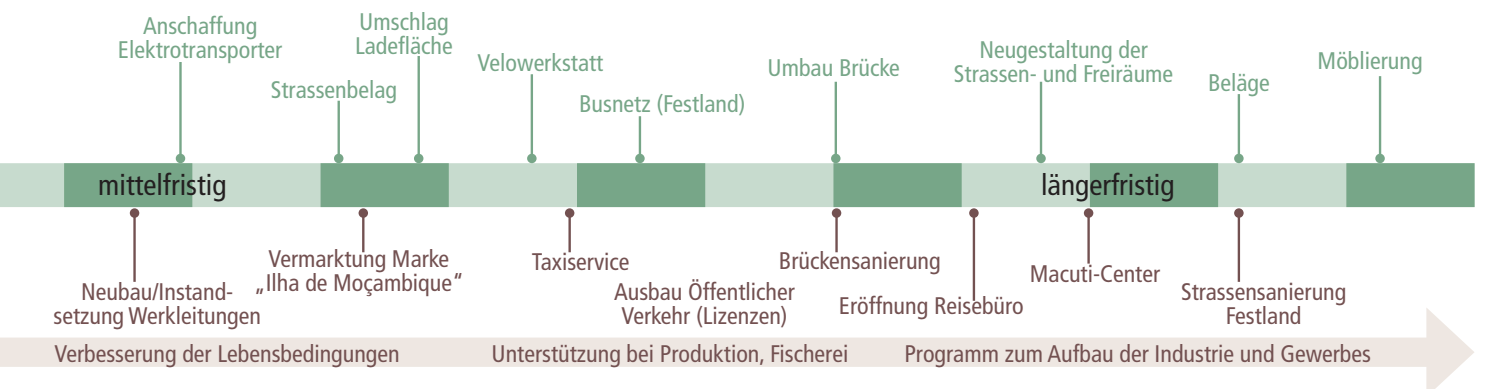 Anschaffung
Elektrotransporter
Umschlag
Ladefläche
Strassenbelag
Velowerkstatt
Busnetz (Festland)
Umbau Brücke
Neugestaltung der
Strassen- und Freiräume
Beläge
Möblierung
mittelfristig
längerfristig
Neubau/Instand-
setzung Werkleitungen
Vermarktung Marke
„Ilha de Moçambique“
Taxiservice
Ausbau Öffentlicher
Verkehr (Lizenzen)
Brückensanierung
Eröffnung Reisebüro
Macuti-Center
Strassensanierung
Festland
Verbesserung der Lebensbedingungen
Unterstützung bei Produktion, Fischerei
Programm zum Aufbau der Industrie und Gewerbes